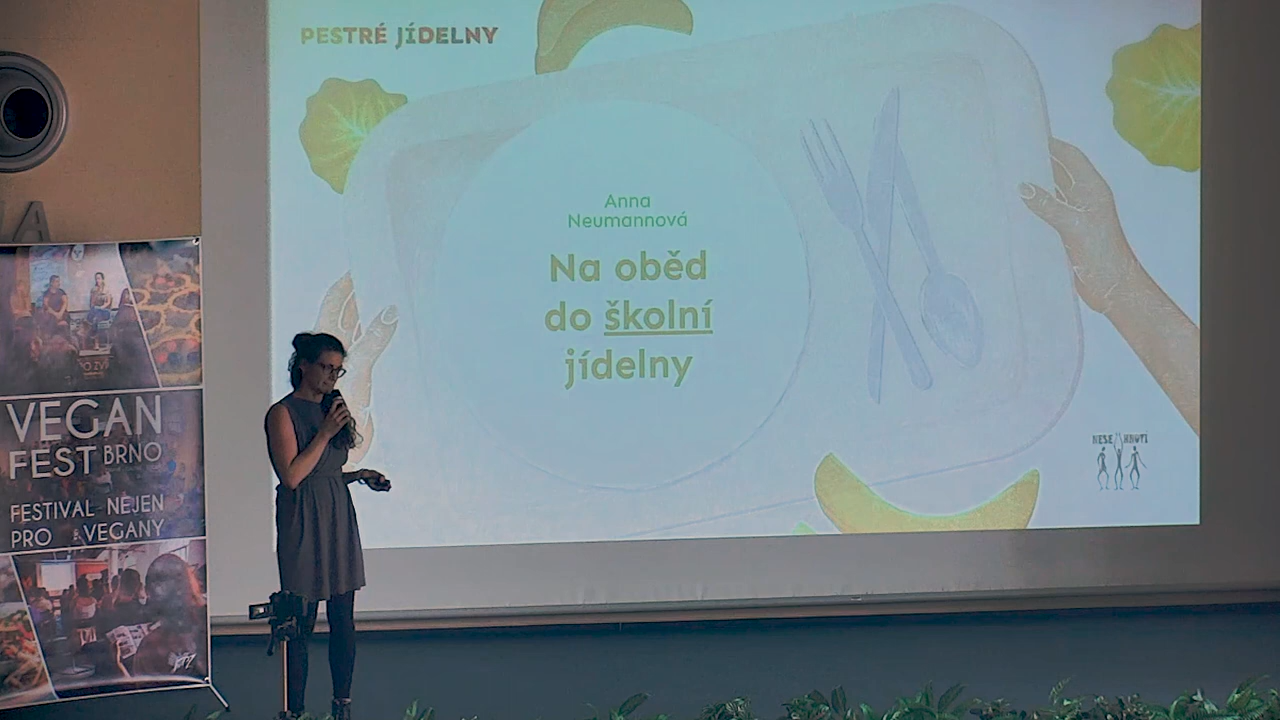 PESTRÉ JÍDELNY
Anna
Neumannová
Na oběd
do školní
jídelny
NESEHNUTÍ
VEGAN
FEST BRNO
FESTIVAL NEJEN
PRO VEGANY